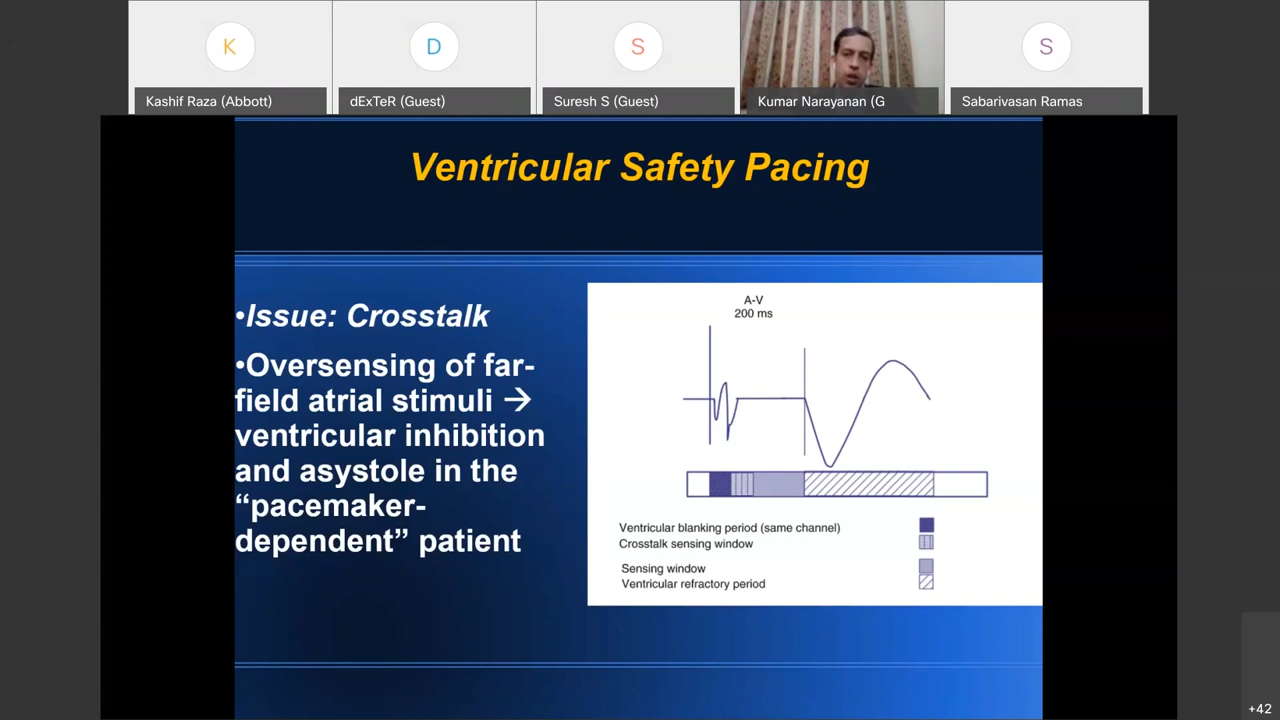 K
D
S
S
Kashif Raza (Abbott)
dExTeR (Guest)
Suresh S (Guest)
Kumar Narayanan (G
Sabarivasan Ramas
Ventricular Safety Pacing
•Issue: Crosstalk
•Oversensing of far-
field atrial stimuli →
ventricular inhibition
and asystole in the
“pacemaker-
dependent” patient
A-V
200 ms
Ventricular blanking period (same channel)
Crosstalk sensing window
Sensing window
Ventricular refractory period
+42